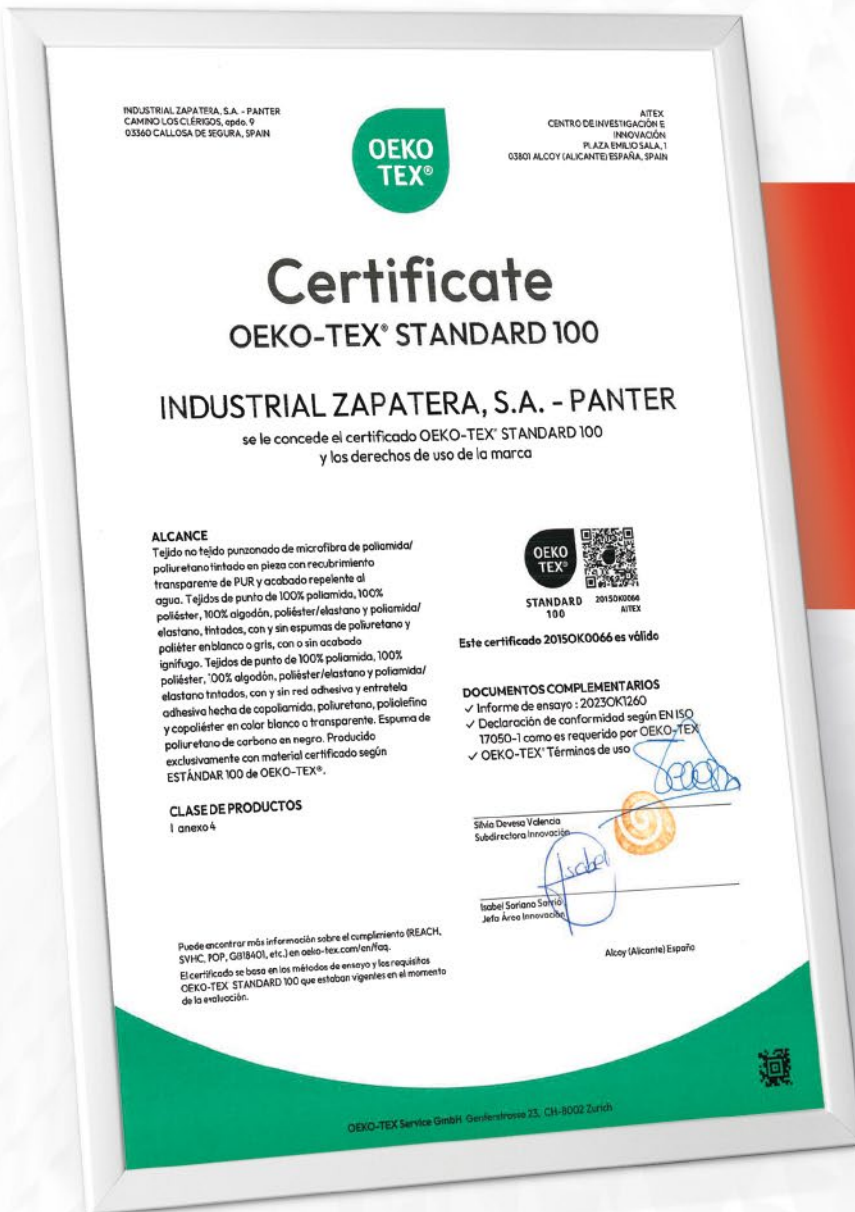 INDUSTRIAL ZAPATERA, S.A. - PANTER
CAMINO LOS CLÉRIGOS, apdo. 9
03360 CALLOSA DE SEGURA, SPAIN
OEKO
TEX®
AITEX
CENTRO DE INVESTIGACIÓN E
INNOVACIÓN
PLAZA EMILIO SALA, 1
03801 ALCOY (ALICANTE) ESPAÑA, SPAIN
Certificate
OEKO-TEX® STANDARD 100
INDUSTRIAL ZAPATERA, S.A. - PANTER
se le concede el certificado OEKO-TEX® STANDARD 100
y los derechos de uso de la marca
ALCANCE
Tejido no tejido punzonado de microfibra de poliamida/
poliuretano tintado en pieza con recubrimiento
transparente de PUR y acabado repelente al
agua. Tejidos de punto de 100% poliamida, 100%
poliéster, 100% algodón, poliéster/elastano y poliamida/
elastano, tintados, con y sin espumas de poliuretano y
poliéter en blanco o gris, con o sin acabado
ignífugo. Tejidos de punto de 100% poliamida, 100%
poliéster, 100% algodón, poliéster/elastano y poliamida/
elastano tntados, con y sin red adhesiva y entretela
adhesiva hecha de copoliamida, poliuretano, poliolefina
y copoliéster en color blanco o transparente. Espuma de
poliuretano de carbono en negro. Producido
exclusivamente con material certificado según
ESTÁNDAR 100 de OEKO-TEX®.
CLASE DE PRODUCTOS
I anexo 4
OEKO
TEX®
STANDARD
100
2015OK0066
AITEX
Este certificado 2015OK0066 es válido
DOCUMENTOS COMPLEMENTARIOS
✓ Informe de ensayo : 2023OK1260
✓ Declaración de conformidad según EN ISO
17050-1 como es requerido por OEKO-TEX
✓ OEKO-TEX® Términos de uso
Silvia Devesa Valencia
Subdirectora Innovación
Isabel
Isabel Soriano Sarrió
Jefa Área Innovación
Alcoy (Alicante) España
Puede encontrar más información sobre el cumplimiento (REACH,
SVHC, POP, GB18401, etc.) en oeko-tex.com/en/faq.
El certificado se basa en los métodos de ensayo y los requisitos
OEKO-TEX STANDARD 100 que estaban vigentes en el momento
de la evaluación.
OEKO-TEX Service GmbH Genferstrasse 23, CH-8002 Zurich